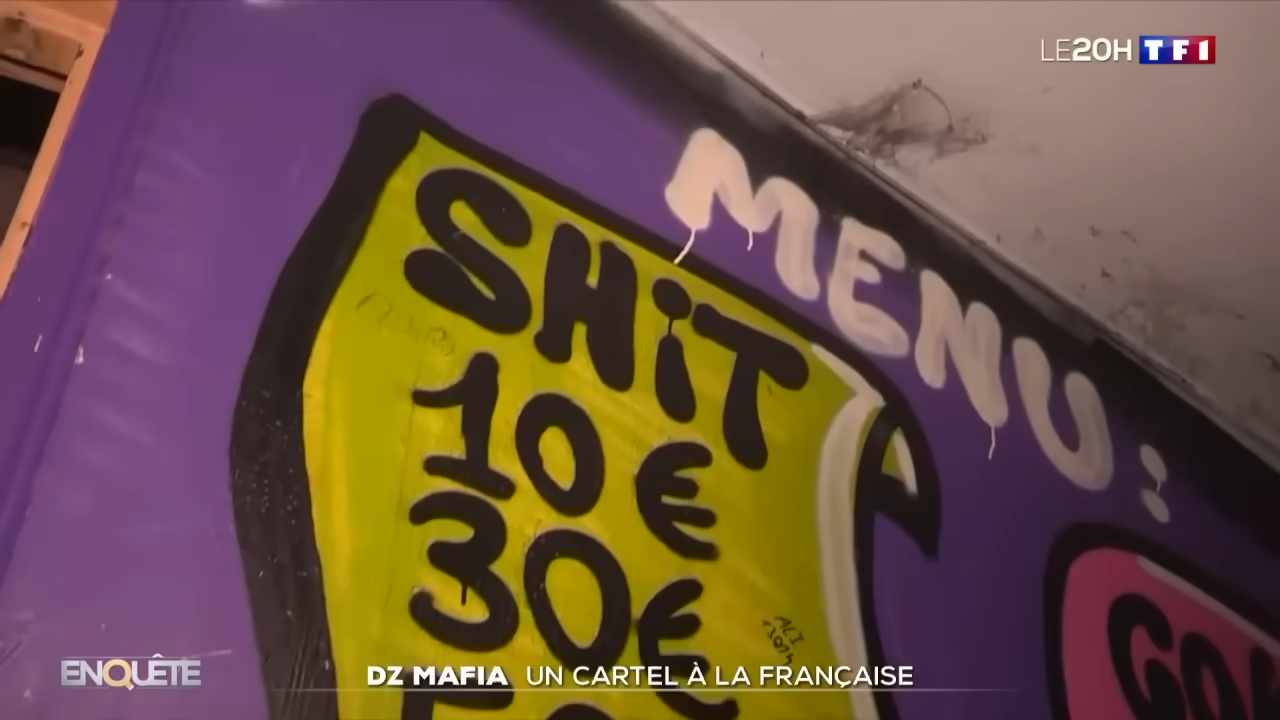 LE20H TF1
MENU :
SHiT
10€
30€
ENQUÊTE
DZ MAFIA UN CARTEL À LA FRANÇAISE